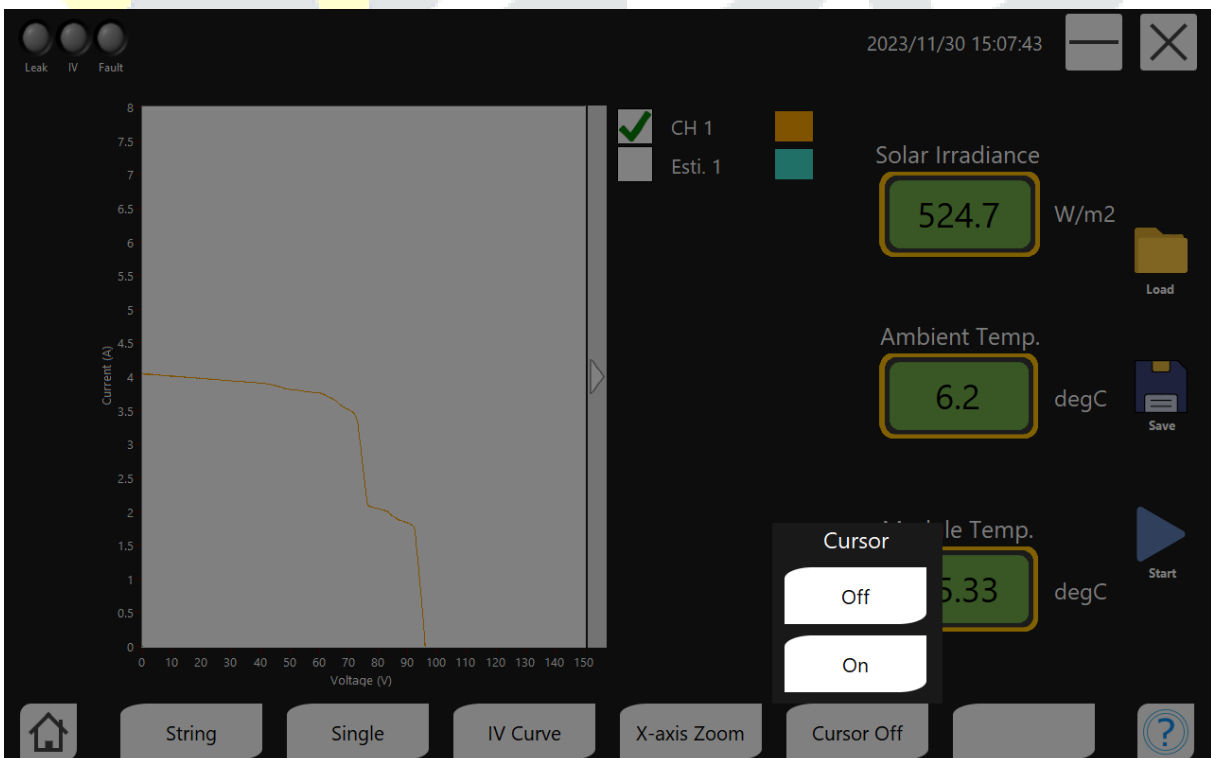 2023/11/30 15:07:43
Leak IV Fault
8
7.5
7
6.5
6
5.5
5
4.5
4
3.5
3
2.5
2
1.5
1
0.5
0
Current (A)
0 10 20 30 40 50 60 70 80 90 100 110 120 130 140 150
Voltage (V)
CH 1
Esti. 1
Solar Irradiance
524.7 W/m2
Load
Ambient Temp.
6.2 degC
Save
Temp.
.33 degC
Start
Cursor
Off
On
String
Single
IV Curve
X-axis Zoom
Cursor Off
?